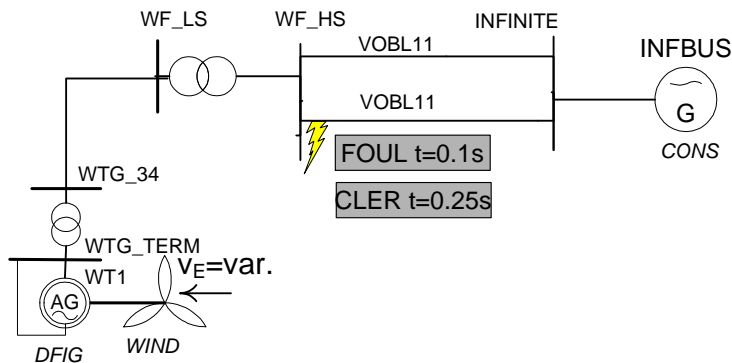 WF_LS
WF_HS
INFINITE
VOBL11
INFBUS
VOBL11
G
CONS
FOUL t=0.1s
CLER t=0.25s
WTG_34
WTG_TERM
WT1
vE=var.
AG
DFIG
WIND